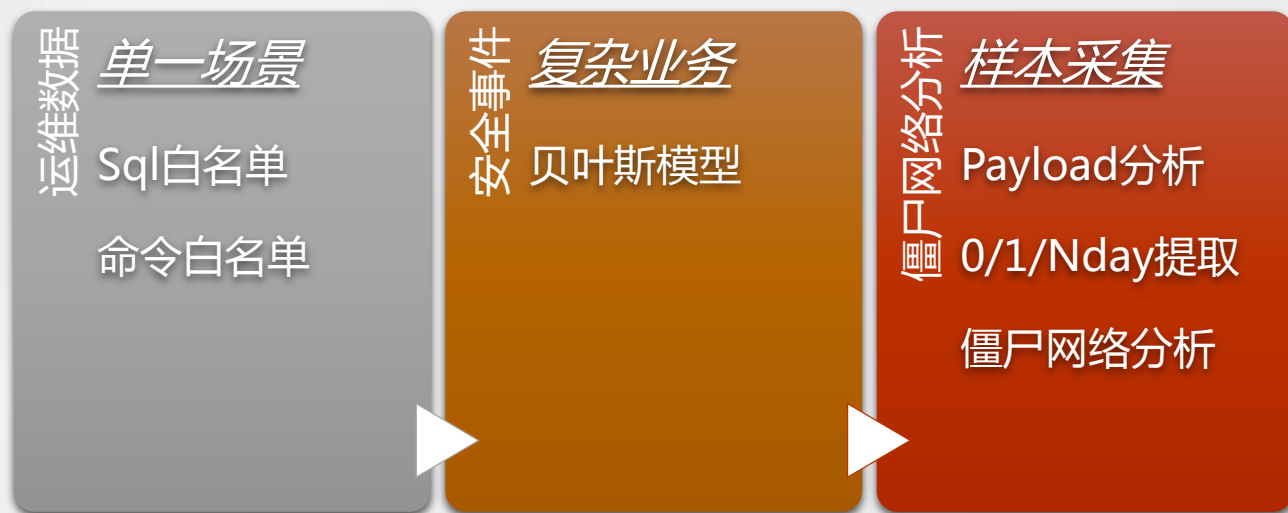 运维数据
单一场景
Sql白名单
命令白名单
安全事件
复杂业务
贝叶斯模型
僵尸网络分析
样本采集
Payload分析
0/1/Nday提取
僵尸网络分析